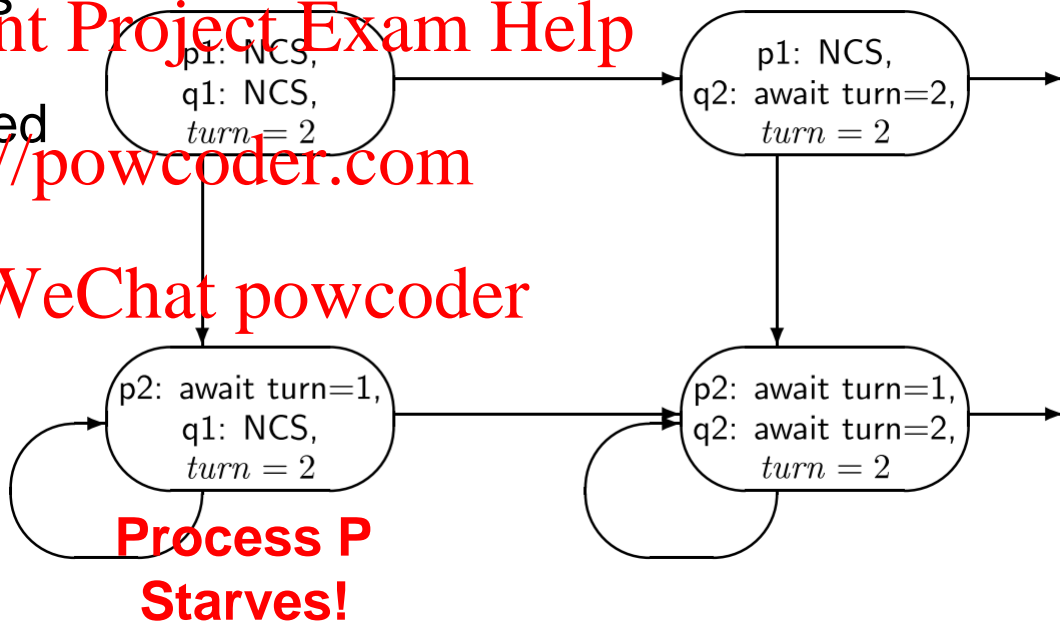 nt Project Exam Help
p1: NCS,
q1: NCS,
turn = 2
p1: NCS,
q2: await turn=2,
turn = 2
ed
//powcoder.com
WeChat powcoder
p2: await turn=1,
q1: NCS,
turn = 2
p2: await turn=1,
q2: await turn=2,
turn = 2
Process P
Starves!